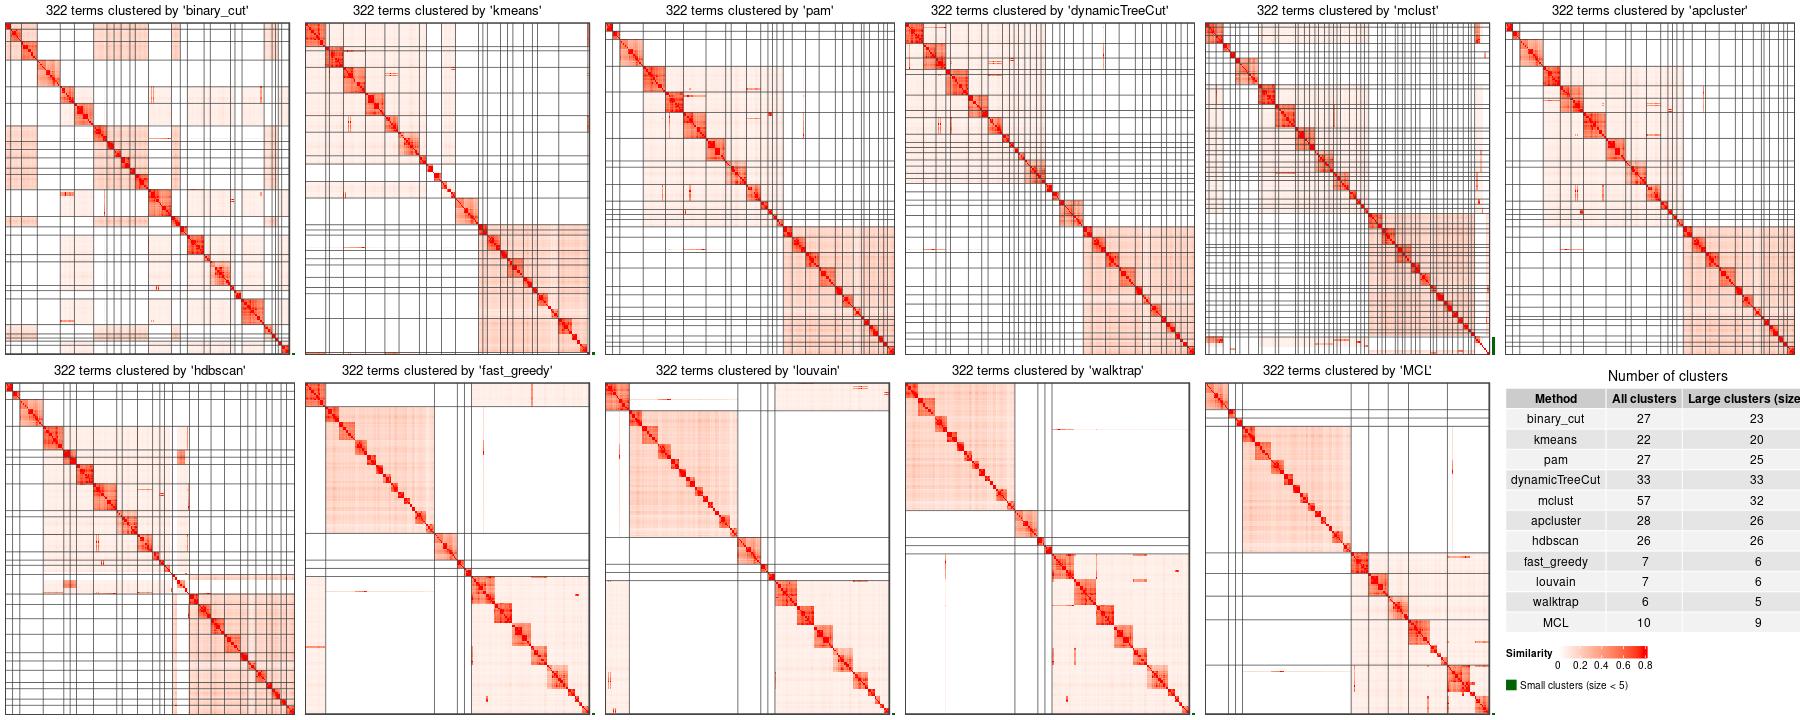 322 terms clustered by 'binary_cut'
322 terms clustered by 'kmeans'
322 terms clustered by 'pam'
322 terms clustered by 'dynamicTreeCut'
322 terms clustered by 'mclust'
322 terms clustered by 'apcluster'
322 terms clustered by 'hdbscan'
322 terms clustered by 'fast_greedy'
322 terms clustered by 'louvain'
322 terms clustered by 'walktrap'
322 terms clustered by 'MCL'
Number of clusters
Method All clusters Large clusters (size
binary_cut 27 23
kmeans 22 20
pam 27 25
dynamicTreeCut 33 33
mclust 57 32
apcluster 28 26
hdbscan 26 26
fast_greedy 7 6
louvain 7 6
walktrap 6 5
MCL 10 9
Similarity
0 0.2 0.4 0.6 0.8
Small clusters (size < 5)